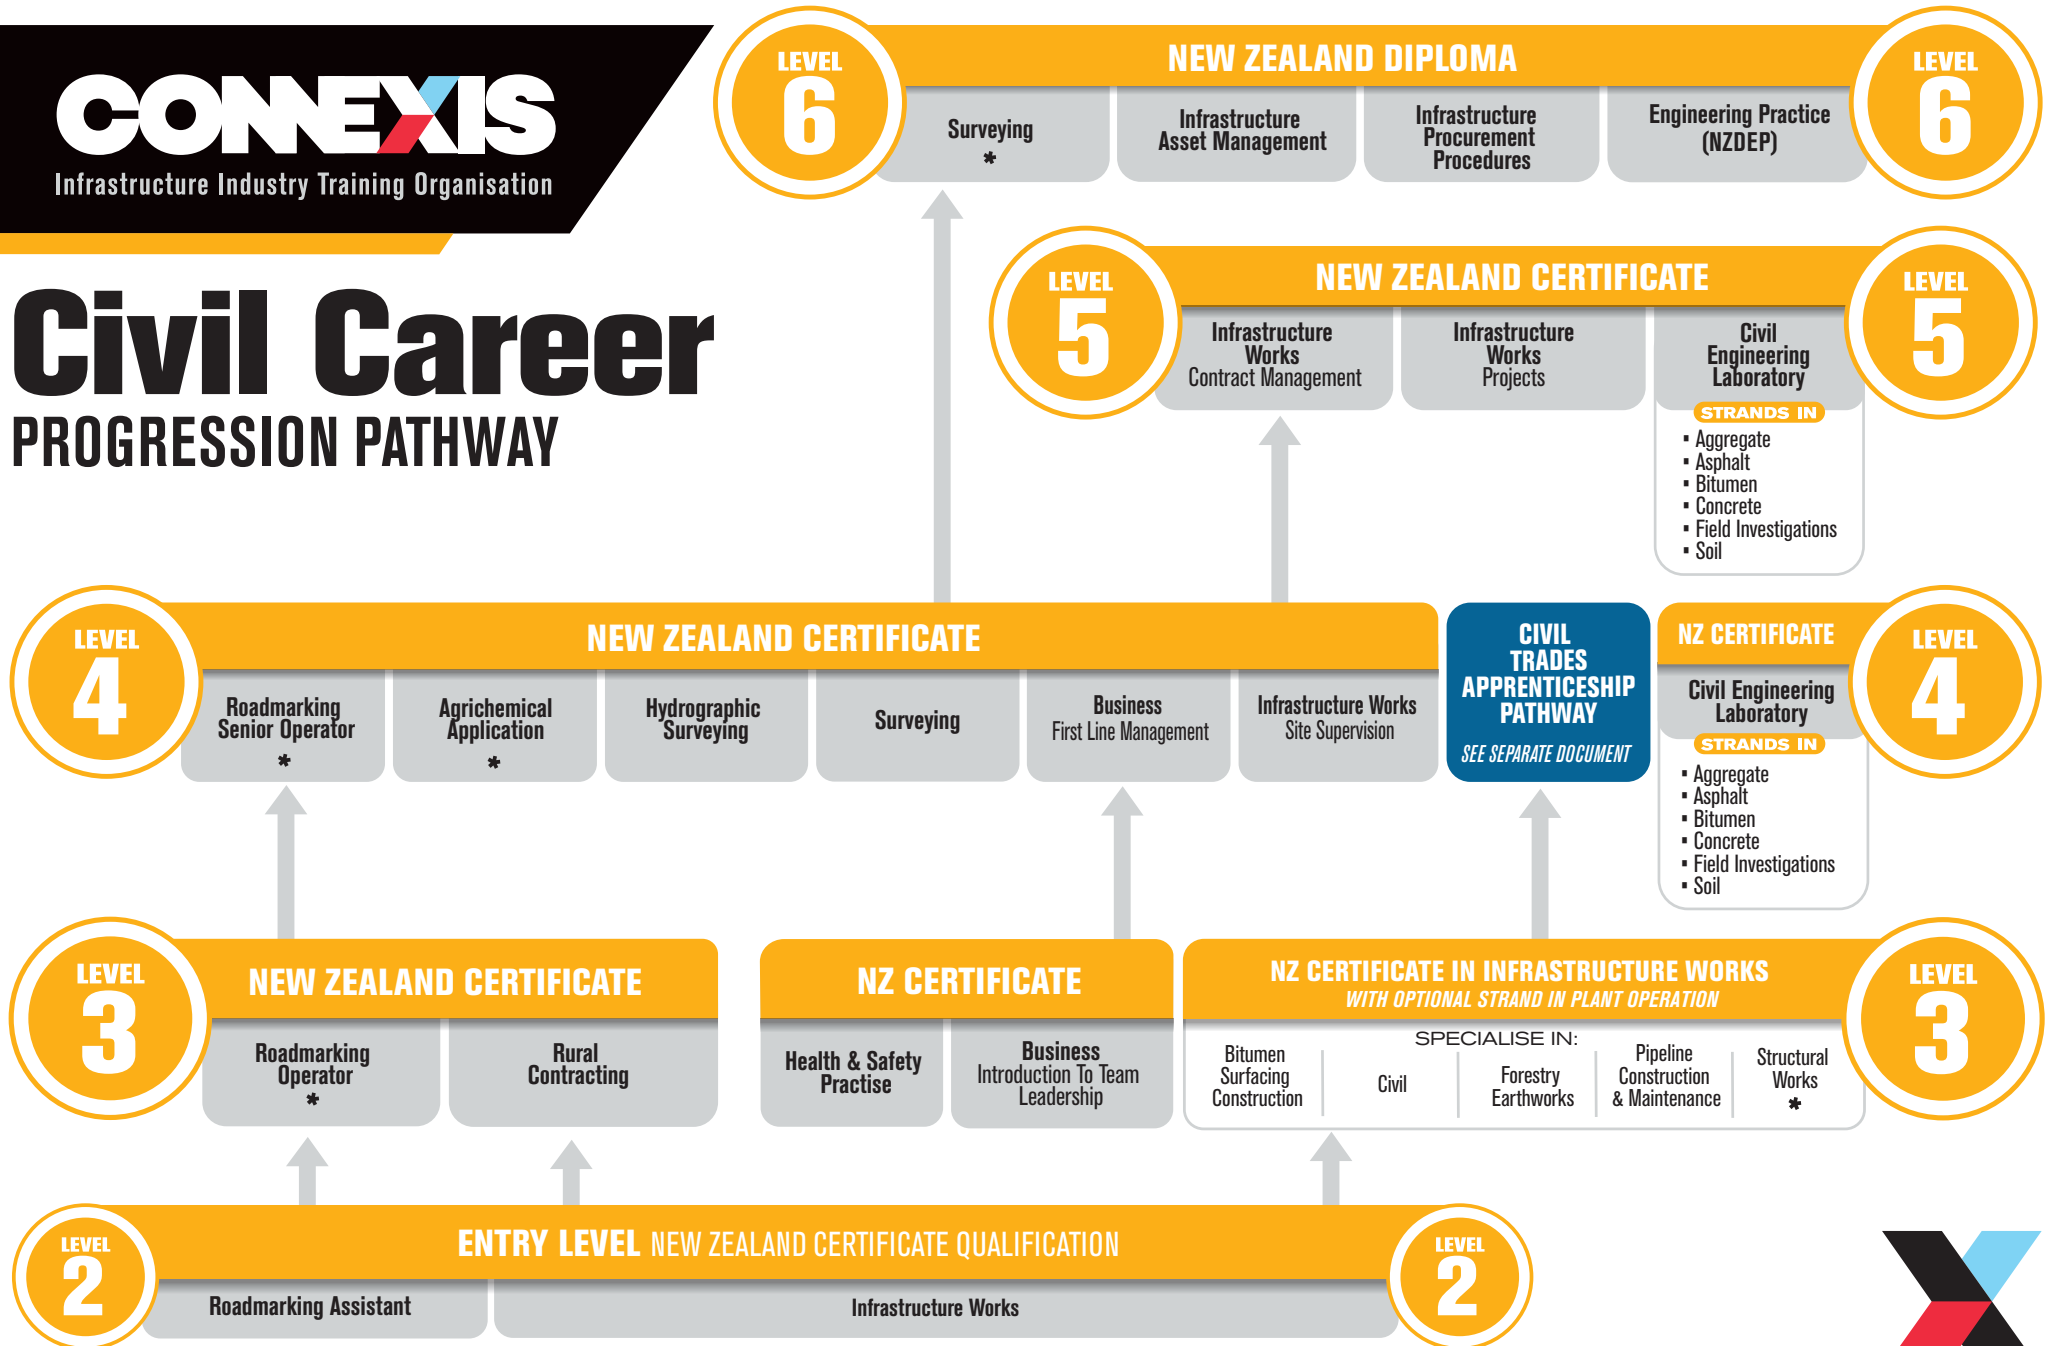 CONNEXIS
Infrastructure Industry Training Organisation
Civil Career
PROGRESSION PATHWAY
LEVEL
6
NEW ZEALAND DIPLOMA
LEVEL
6
Surveying
*
Infrastructure
Asset Management
Infrastructure
Procurement
Procedures
Engineering Practice
(NZDEP)
LEVEL
5
NEW ZEALAND CERTIFICATE
LEVEL
5
Infrastructure
Works
Contract Management
Infrastructure
Works
Projects
Civil
Engineering
Laboratory
STRANDS IN
▪ Aggregate
▪ Asphalt
▪ Bitumen
▪ Concrete
▪ Field Investigations
▪ Soil
LEVEL
4
NEW ZEALAND CERTIFICATE
Roadmarking
Senior Operator
*
Agrichemical
Application
*
Hydrographic
Surveying
Surveying
Business
First Line Management
Infrastructure Works
Site Supervision
CIVIL
TRADES
APPRENTICESHIP
PATHWAY
SEE SEPARATE DOCUMENT
NZ CERTIFICATE
LEVEL
4
Civil Engineering
Laboratory
STRANDS IN
▪ Aggregate
▪ Asphalt
▪ Bitumen
▪ Concrete
▪ Field Investigations
▪ Soil
LEVEL
3
NEW ZEALAND CERTIFICATE
Roadmarking
Operator
*
Rural
Contracting
NZ CERTIFICATE
Health & Safety
Practise
Business
Introduction To Team
Leadership
NZ CERTIFICATE IN INFRASTRUCTURE WORKS
WITH OPTIONAL STRAND IN PLANT OPERATION
LEVEL
3
SPECIALISE IN:
Bitumen
Surfacing
Construction
Civil
Forestry
Earthworks
Pipeline
Construction
& Maintenance
Structural
Works
*
LEVEL
2
ENTRY LEVEL NEW ZEALAND CERTIFICATE QUALIFICATION
LEVEL
2
Roadmarking Assistant
Infrastructure Works